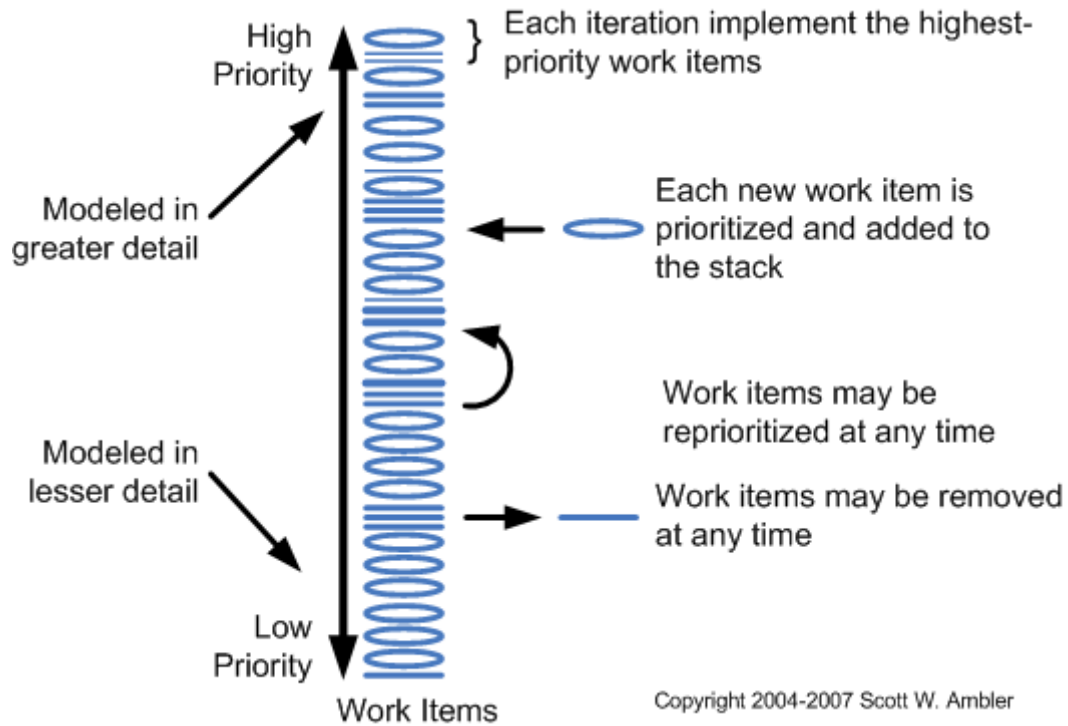 High
Priority
Each iteration implement the highest-
priority work items
Modeled in
greater detail
Each new work item is
prioritized and added to
the stack
Work items may be
reprioritized at any time
Modeled in
lesser detail
Work items may be removed
at any time
Low
Priority
Work Items
Copyright 2004-2007 Scott W. Ambler